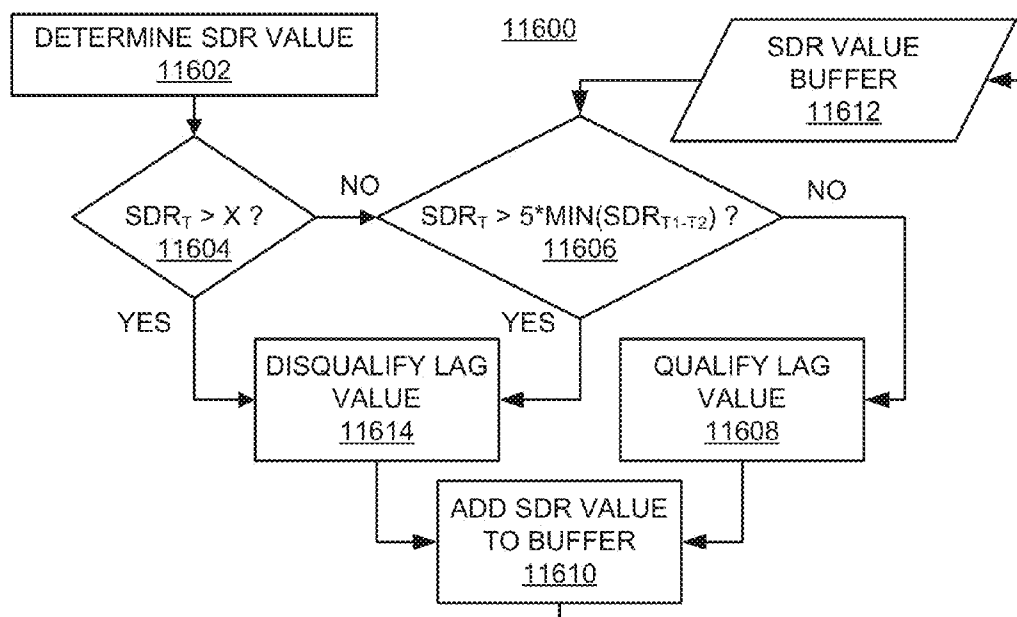 DETERMINE SDR VALUE
11602
11600
SDR VALUE
BUFFER
11612
SDR_T > X ?
11604
NO
SDR_T > 5*MIN(SDR_T1-T2) ?
11606
NO
YES
YES
DISQUALIFY LAG
VALUE
11614
QUALIFY LAG
VALUE
11608
ADD SDR VALUE
TO BUFFER
11610